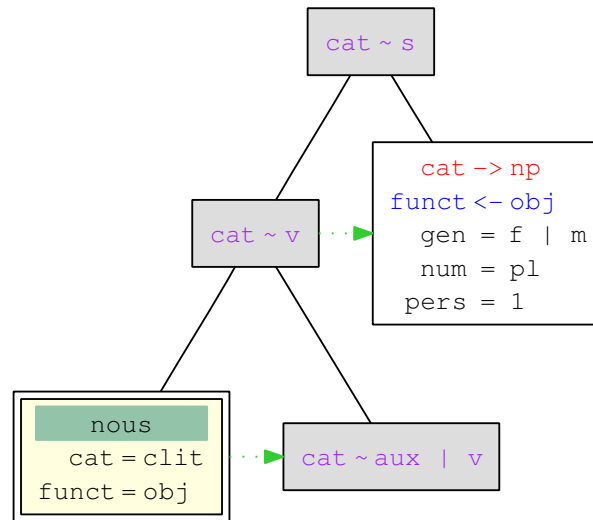 cat ~ s
cat -> np
funct <- obj
gen = f | m
num = pl
pers = 1
cat ~ v
nous
cat = clit
funct = obj
cat ~ aux | v